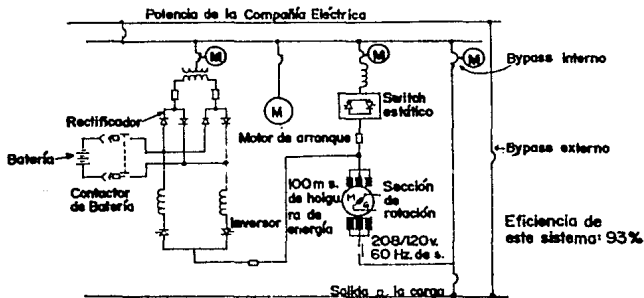 Potencia de la Compañía Eléctrica
M
M
M
Bypass interno
Switch
estático
Rectificador
M
Motor de arranque
Batería
Bypass externo
Contactor
de Batería
100 m s.
de holgu_
ra de
energía
M
G
Sección
de
rotación
Inversor
208/120v.
60 Hz. de s.
Eficiencia de
este sistema: 93%
Salida a la carga